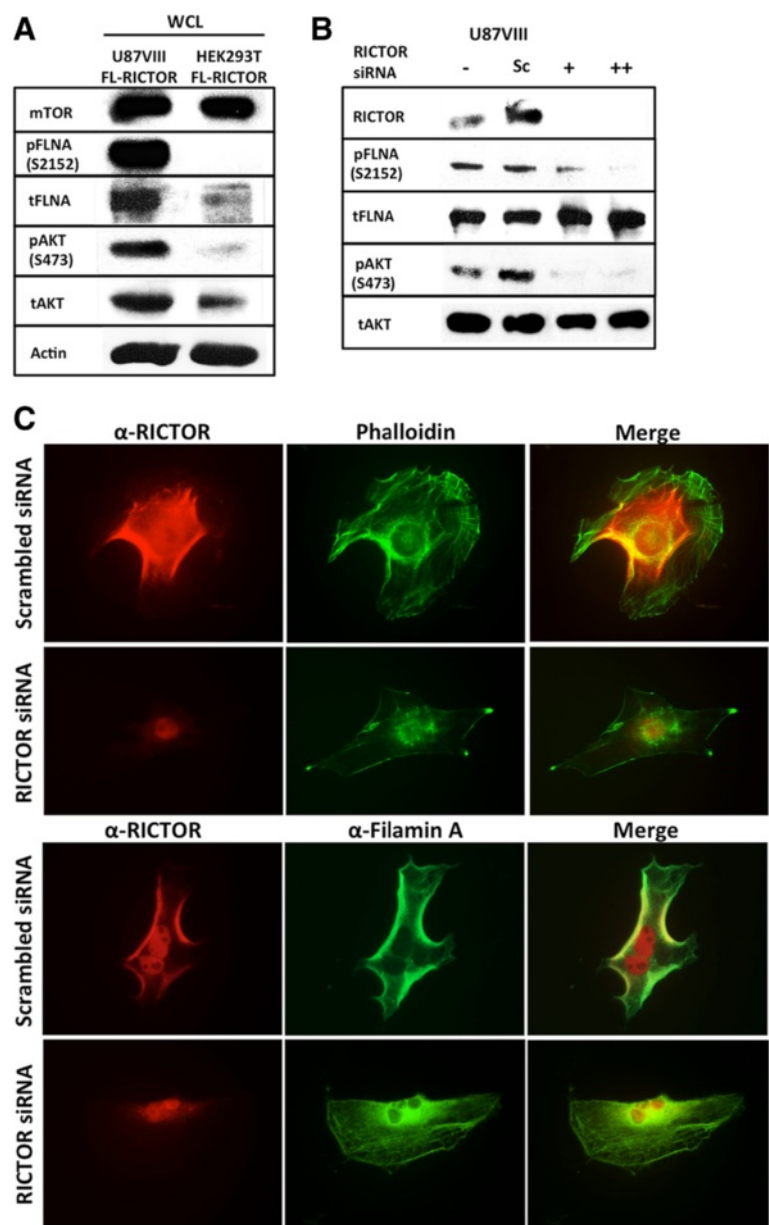 A
WCL
U87VIII HEK293T
FL-RICTOR FL-RICTOR
mTOR
pFLNA
(S2152)
tFLNA
pAKT
(S473)
tAKT
Actin
B
U87VIII
RICTOR
siRNA - Sc + ++
RICTOR
pFLNA
(S2152)
tFLNA
pAKT
(S473)
tAKT
C
α-RICTOR Phalloidin Merge
Scrambled siRNA
RICTOR siRNA
α-RICTOR α-Filamin A Merge
Scrambled siRNA
RICTOR siRNA